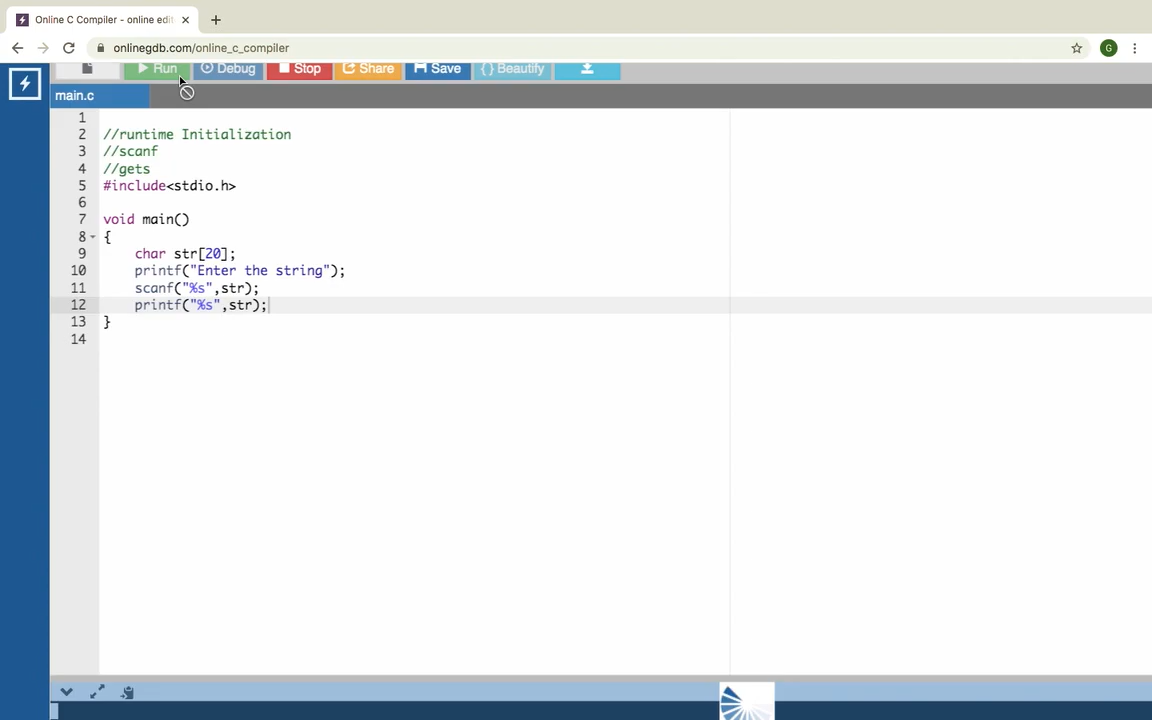 Online C Compiler - online edit
onlinegdb.com/online_c_compiler
G
Run Debug Stop Share Save {} Beautify
main.c
1
2 //runtime Initialization
3 //scanf
4 //gets
5 #include<stdio.h>
6
7 void main()
8 {
9 char str[20];
10 printf("Enter the string");
11 scanf("%s",str);
12 printf("%s",str);
13 }
14